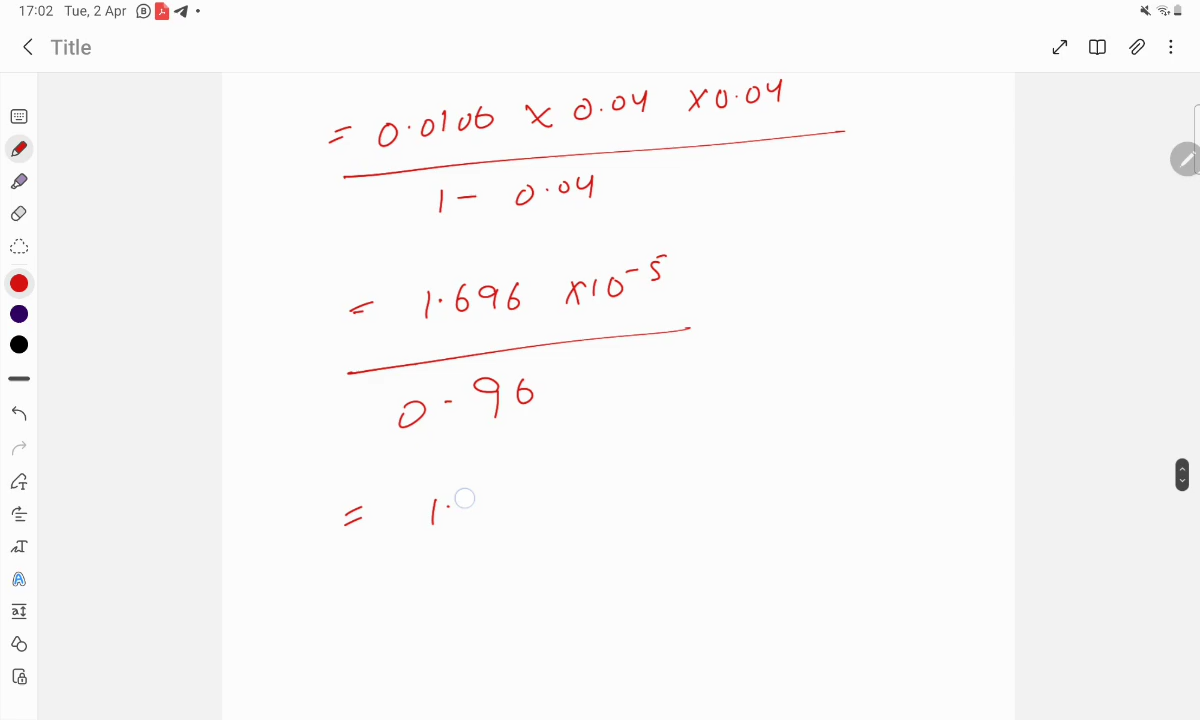 17:02 Tue, 2 Apr
Title
= 0.0106 x 0.04 x 0.04
1 - 0.04
= 1.696 x10-5
0.96
= 1.